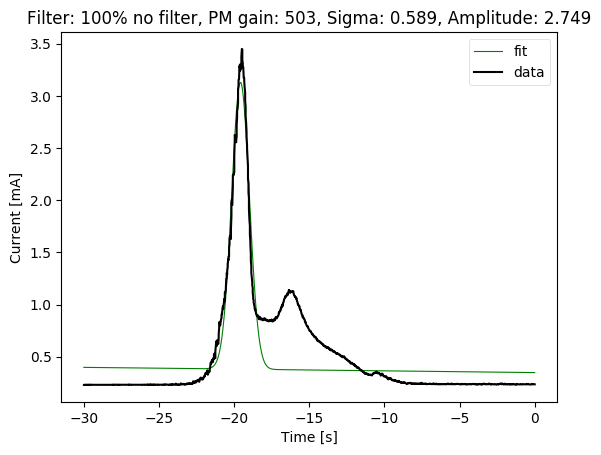 Filter: 100% no filter, PM gain: 503, Sigma: 0.589, Amplitude: 2.749
fit
data
3.5
3.0
2.5
2.0
1.5
1.0
0.5
Current [mA]
−30 −25 −20 −15 −10 −5 0
Time [s]